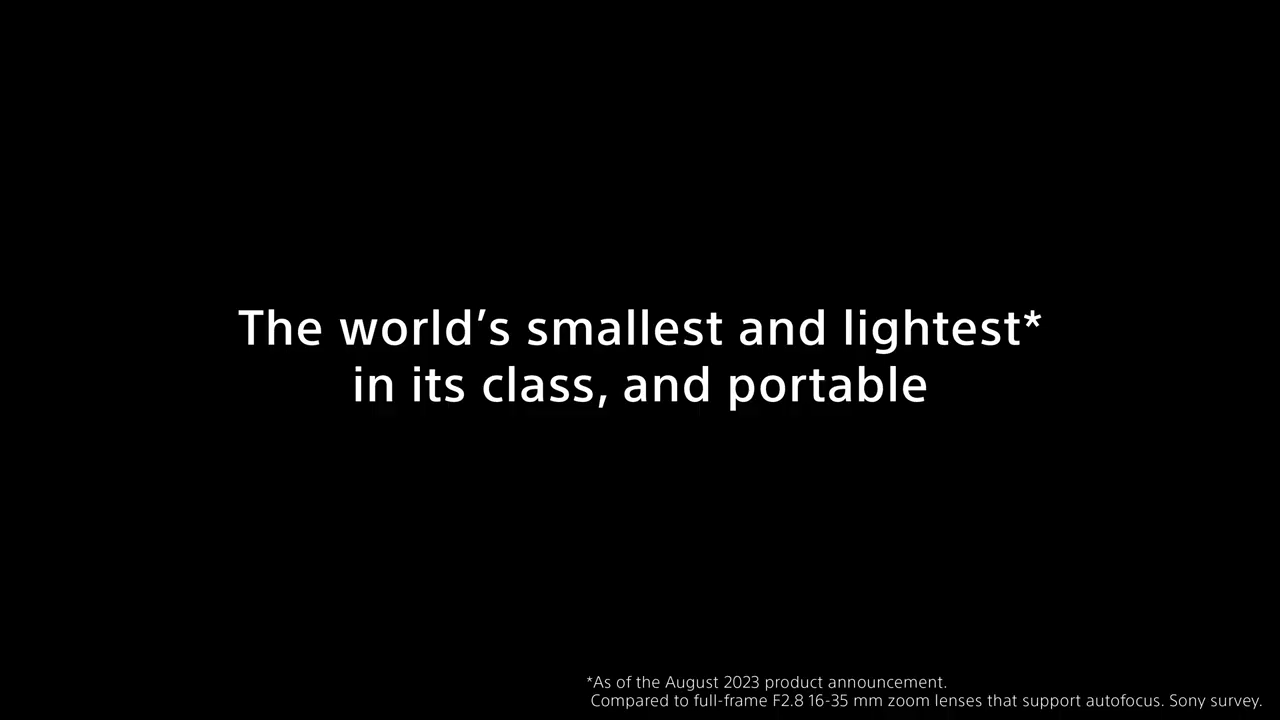 The world’s smallest and lightest*
in its class, and portable
*As of the August 2023 product announcement.
Compared to full-frame F2.8 16-35 mm zoom lenses that support autofocus. Sony survey.